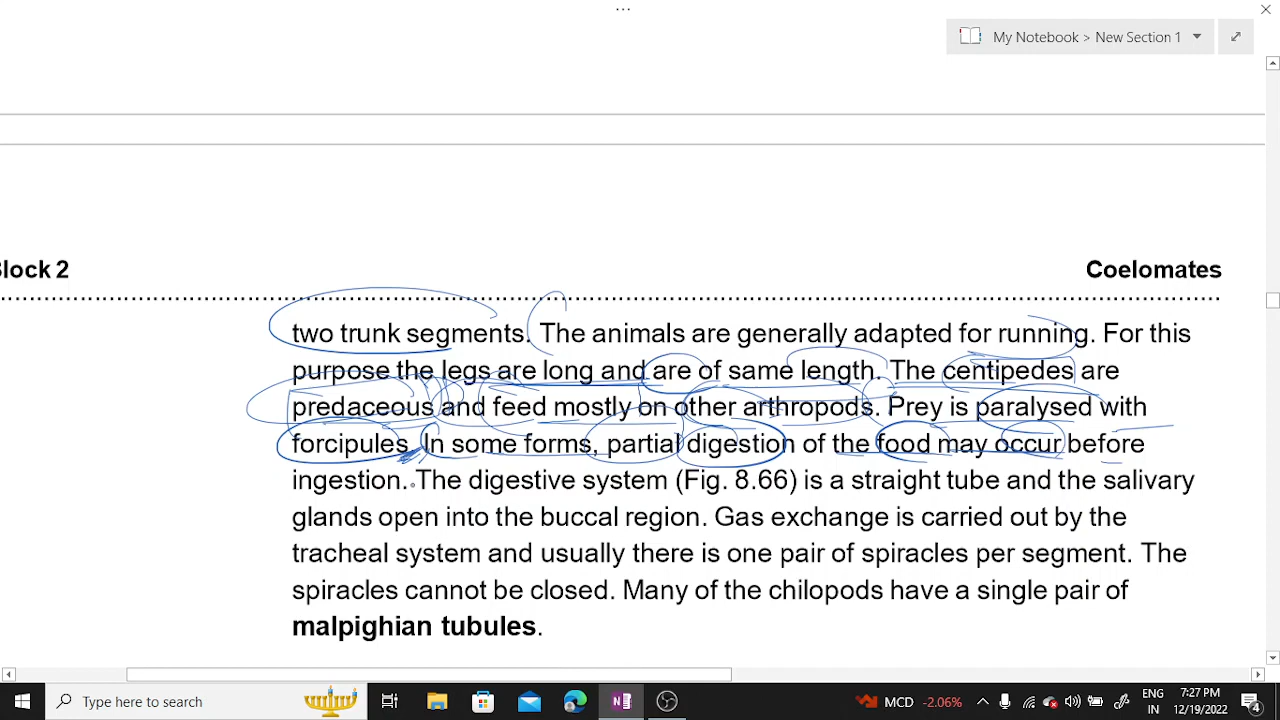 ...
My Notebook > New Section 1
Block 2
Coelomates
two trunk segments. The animals are generally adapted for running. For this
purpose the legs are long and are of same length. The centipedes are
predaceous and feed mostly on other arthropods. Prey is paralysed with
forcipules. In some forms, partial digestion of the food may occur before
ingestion. The digestive system (Fig. 8.66) is a straight tube and the salivary
glands open into the buccal region. Gas exchange is carried out by the
tracheal system and usually there is one pair of spiracles per segment. The
spiracles cannot be closed. Many of the chilopods have a single pair of
malpighian tubules.
Type here to search
MCD -2.06%
ENG
IN
7:27 PM
12/19/2022
4